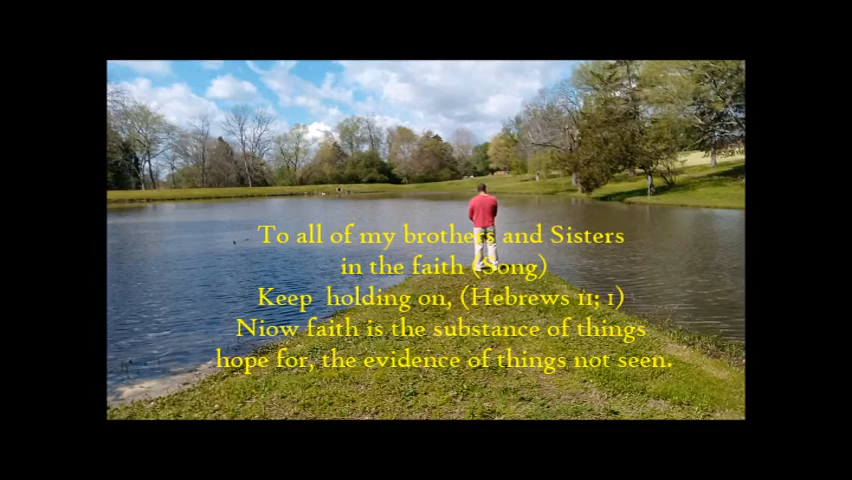 To all of my brothers and Sisters
in the faith (Song)
Keep holding on, (Hebrews 11; 1)
Niow faith is the substance of things
hope for, the evidence of things not seen.